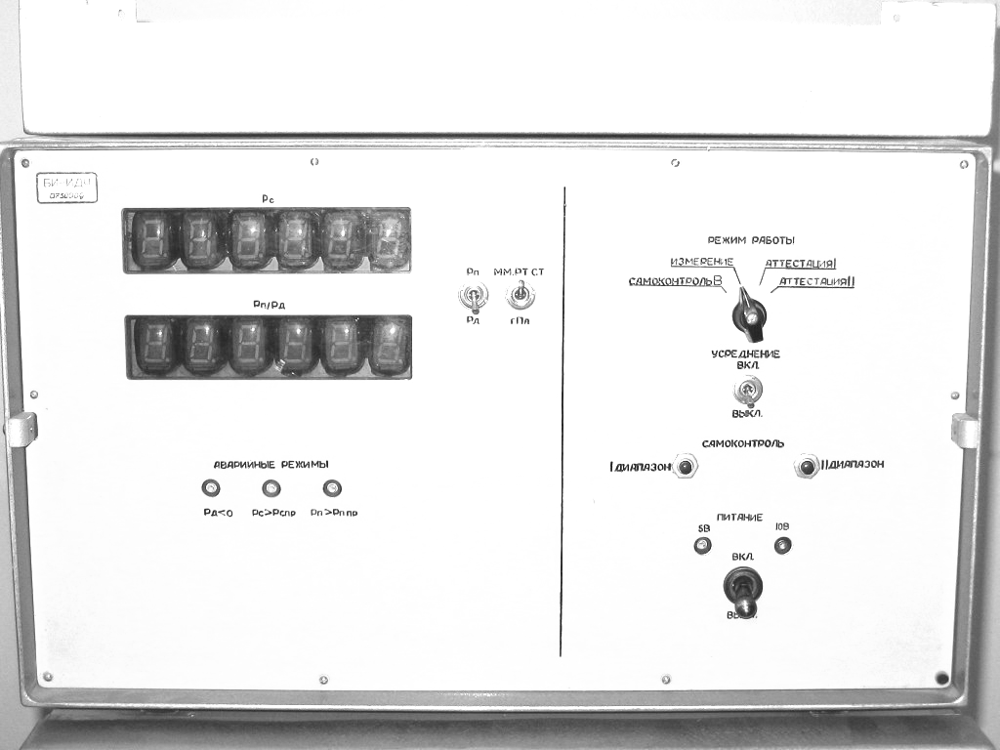 БИ-ИДЧ
Рс
Рп/Рд
Рп
Рд
ММ.РТ СТ
гПа
АВАРИЙНЫЕ РЕЖИМЫ
Рд<0
Рс>Рспр
Рп>Рп пр
РЕЖИМ РАБОТЫ
ИЗМЕРЕНИЕ
АТТЕСТАЦИЯ I
САМОКОНТРОЛЬ В
АТТЕСТАЦИЯ II
УСРЕДНЕНИЕ
ВКЛ.
ВЫКЛ.
САМОКОНТРОЛЬ
I ДИАПАЗОН
II ДИАПАЗОН
ПИТАНИЕ
5В
10В
ВКЛ.